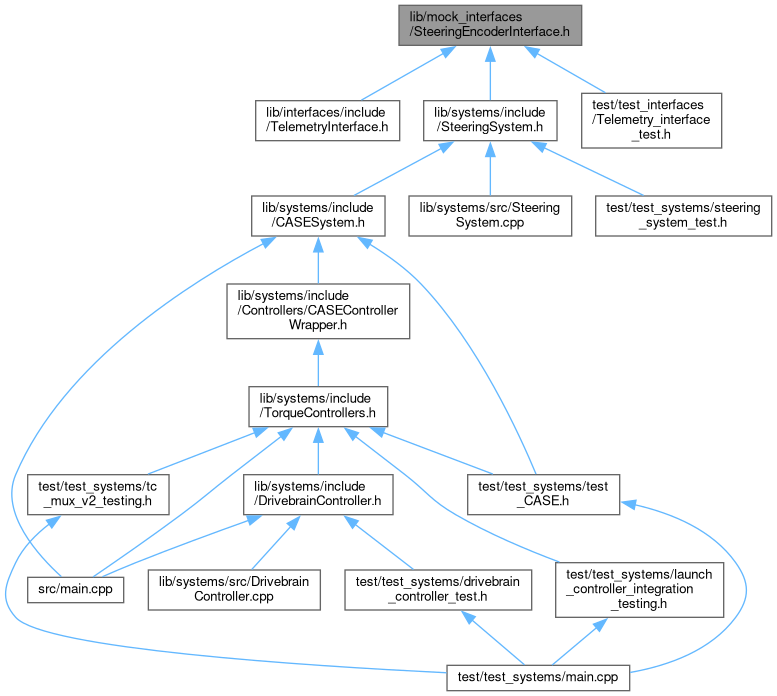 lib/mock_interfaces
/SteeringEncoderInterface.h
lib/interfaces/include
/TelemetryInterface.h
lib/systems/include
/SteeringSystem.h
test/test_interfaces
/Telemetry_interface
_test.h
lib/systems/include
/CASESystem.h
lib/systems/src/Steering
System.cpp
test/test_systems/steering
_system_test.h
lib/systems/include
/Controllers/CASEController
Wrapper.h
lib/systems/include
/TorqueControllers.h
test/test_systems/tc
_mux_v2_testing.h
lib/systems/include
/DrivebrainController.h
test/test_systems/test
_CASE.h
src/main.cpp
lib/systems/src/Drivebrain
Controller.cpp
test/test_systems/drivebrain
_controller_test.h
test/test_systems/launch
_controller_integration
_testing.h
test/test_systems/main.cpp